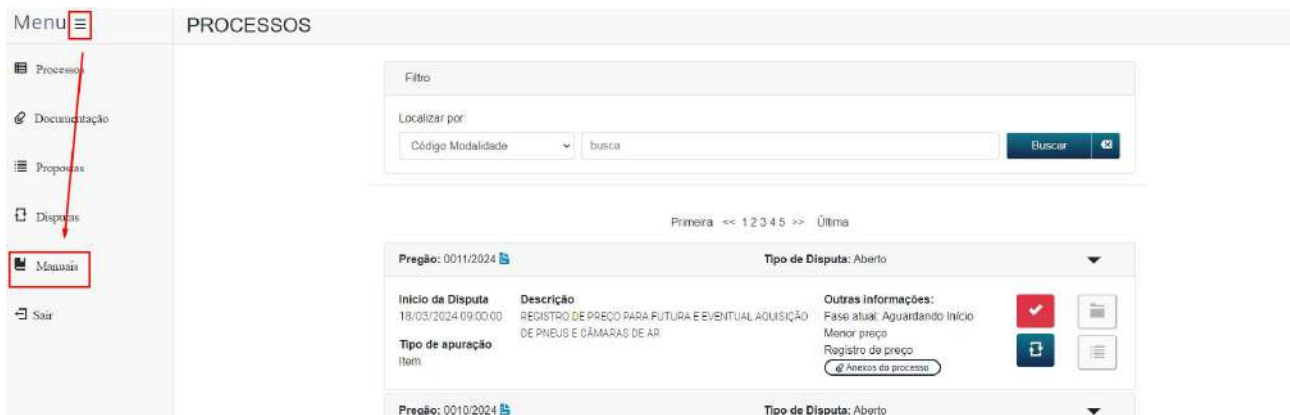 Menu
PROCESSOS
Processos
Documentação
Propostas
Disputas
Manuais
Sair
Filtro
Localizar por
Código Modalidade
busca
Buscar
Primeira << 1 2 3 4 5 >> Última
Pregão: 0011/2024 Tipo de Disputa: Aberto
Início da Disputa
18/03/2024 09:00:00
Tipo de apuração
Item
Descrição
REGISTRO DE PREÇO PARA FUTURA E EVENTUAL AQUISIÇÃO
DE PNEUS E CÂMARAS DE AR
Outras informações:
Fase atual: Aguardando Início
Menor preço
Registro de preço
Anexos do processo
Pregão: 0010/2024 Tipo de Disputa: Aberto